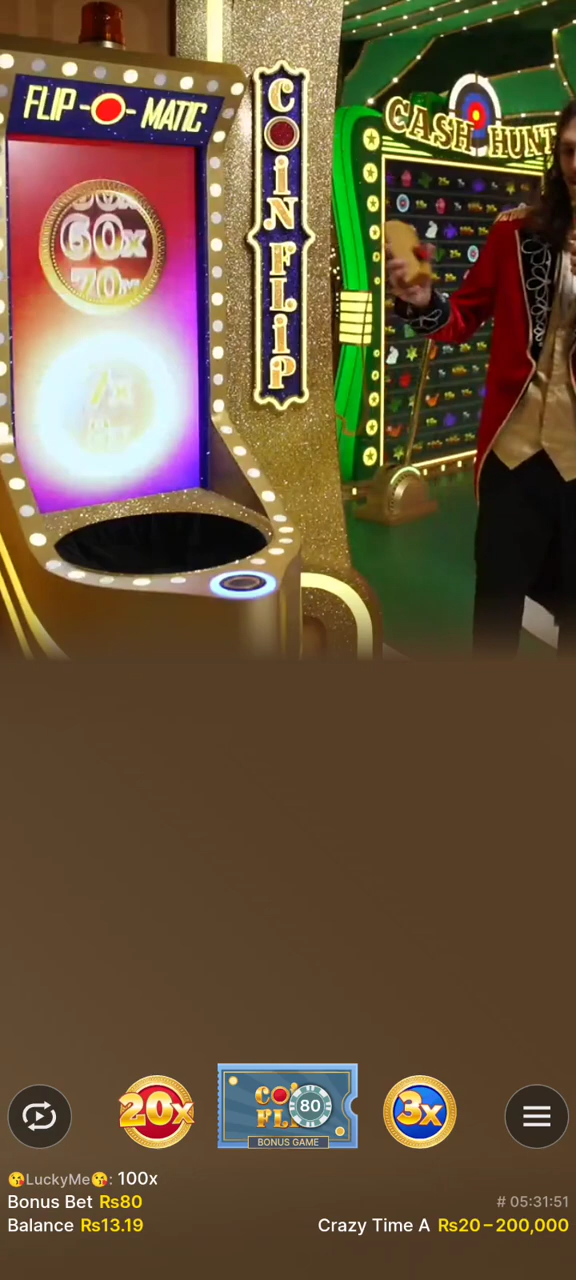 FLIP-O-MATIC
COIN FLIP
CASH HUNT
60x
70x
20x
COIN
FLIP
80
BONUS GAME
3x
😘LuckyMe😘: 100x
Bonus Bet Rs80
# 05:31:51
Balance Rs13.19
Crazy Time A Rs20–200,000